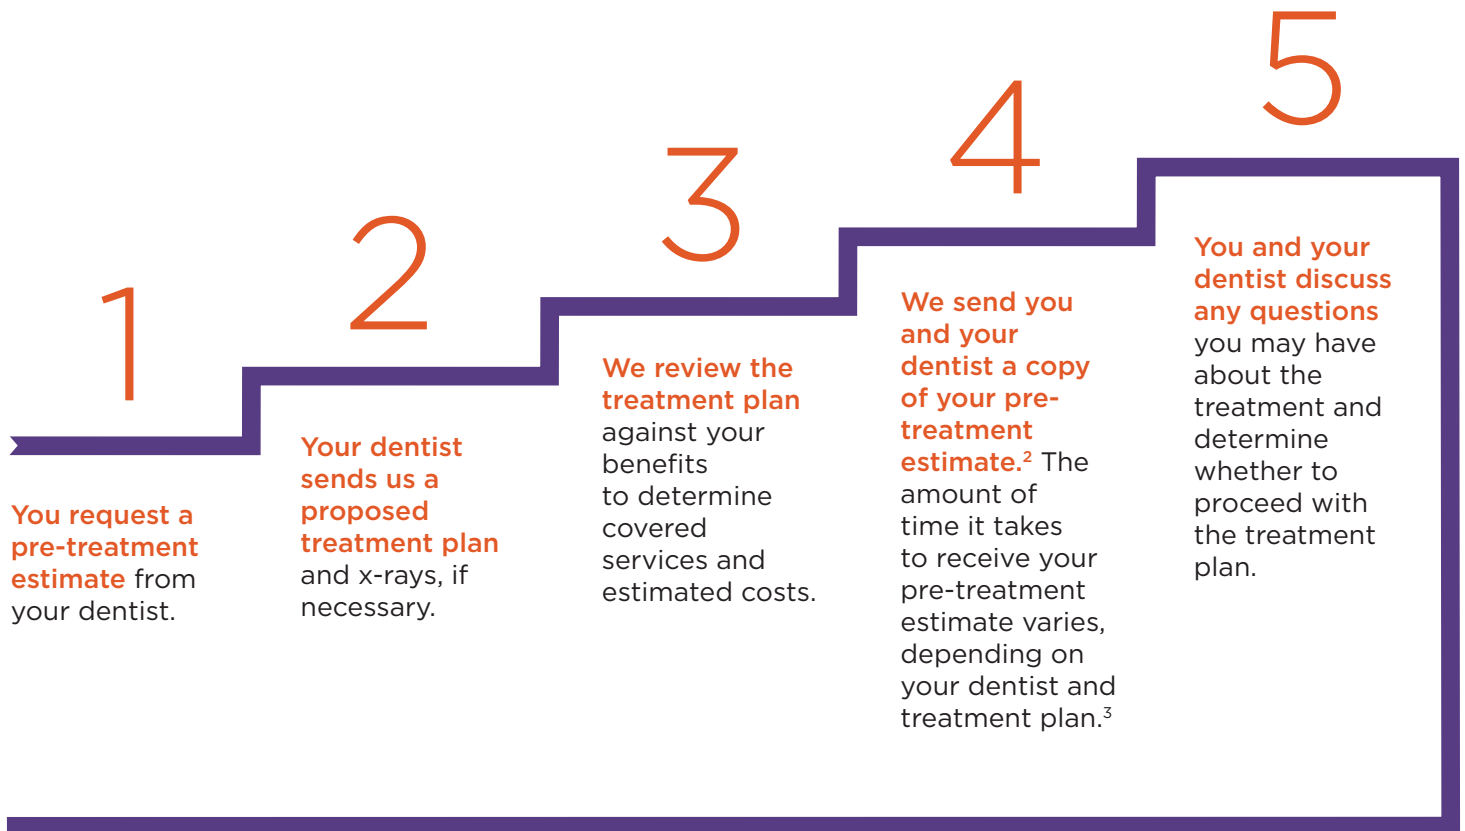 1
You request a
pre-treatment
estimate from
your dentist.
2
Your dentist
sends us a
proposed
treatment plan
and x-rays, if
necessary.
3
We review the
treatment plan
against your
benefits
to determine
covered
services and
estimated costs.
4
We send you
and your
dentist a copy
of your pre-
treatment
estimate.² The
amount of
time it takes
to receive your
pre-treatment
estimate varies,
depending on
your dentist and
treatment plan.³
5
You and your
dentist discuss
any questions
you may have
about the
treatment and
determine
whether to
proceed with
the treatment
plan.